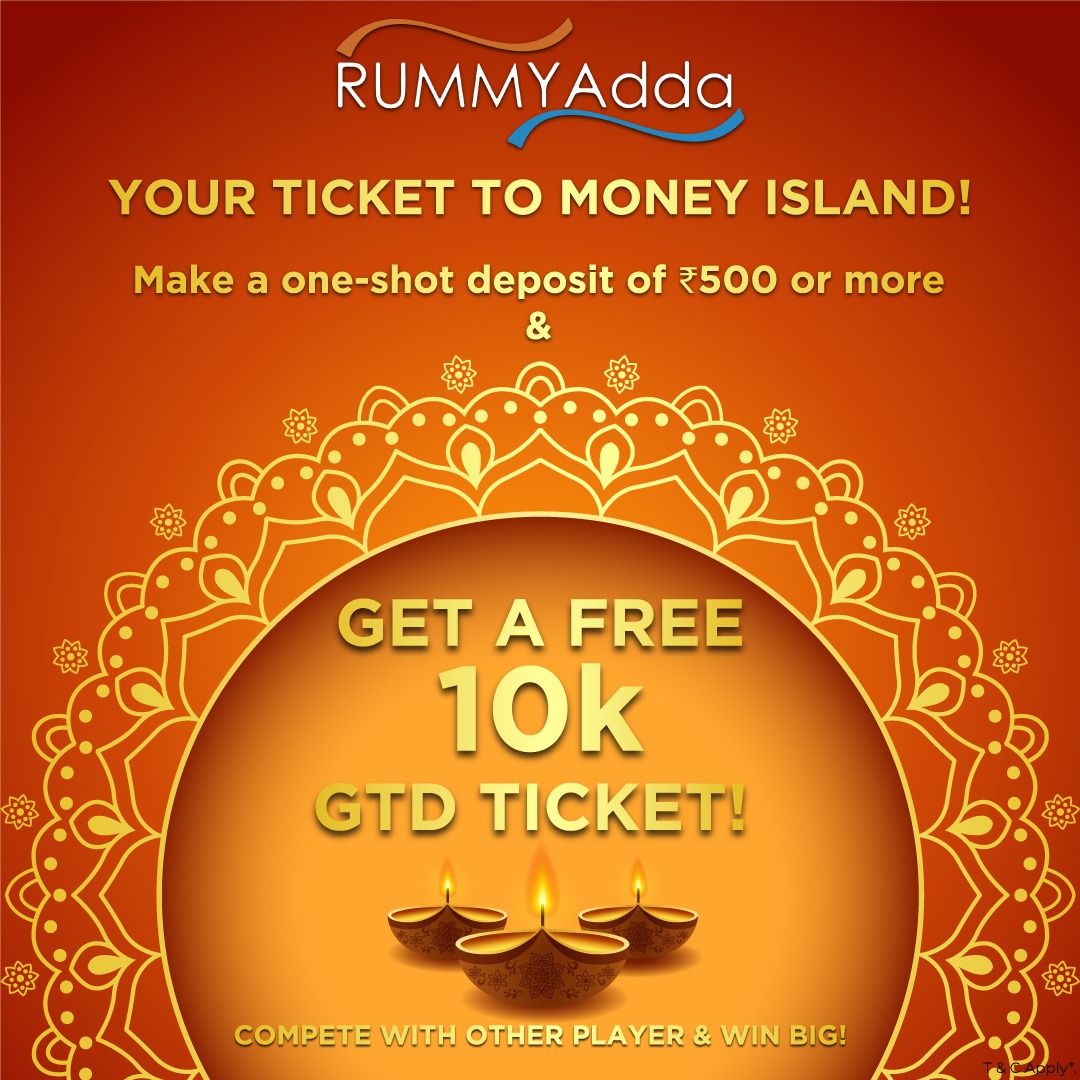 RUMMYAdda
YOUR TICKET TO MONEY ISLAND!
Make a one-shot deposit of ₹500 or more
&
GET A FREE
10k
GTD TICKET!
COMPETE WITH OTHER PLAYER & WIN BIG!
T & C Apply*.